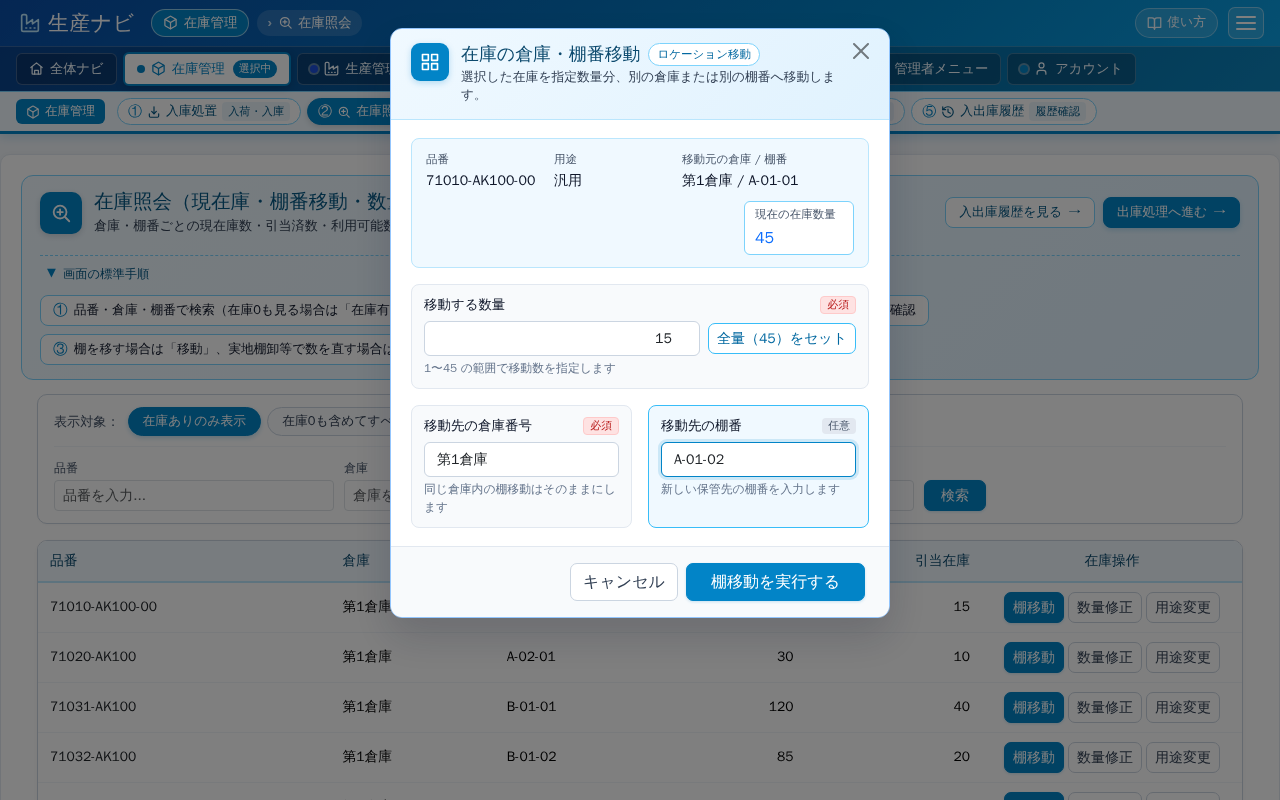 生産ナビ
在庫管理
› 在庫照会
使い方
全体ナビ
在庫管理 選択中
生産管
管理者メニュー
アカウント
在庫管理
① 入庫処置 入荷・入庫
② 在庫照
⑤ 入出庫履歴 履歴確認
在庫照会（現在庫・棚移動・数
倉庫・棚番ごとの現在庫数・引当済数・利用可能数
入出庫履歴を見る →
出庫処理へ進む →
▼ 画面の標準手順
① 品番・倉庫・棚番で検索（在庫0も見る場合は「在庫有
確認
③ 棚を移す場合は「移動」、実地棚卸等で数を直す場合は
表示対象：
在庫ありのみ表示
在庫0も含めてすべ
品番
倉庫
品番を入力...
倉庫を
検索
品番
倉庫
引当在庫
在庫操作
71010-AK100-00
第1倉庫
15
棚移動 数量修正 用途変更
71020-AK100
第1倉庫
A-02-01
30
10
棚移動 数量修正 用途変更
71031-AK100
第1倉庫
B-01-01
120
40
棚移動 数量修正 用途変更
71032-AK100
第1倉庫
B-01-02
85
20
棚移動 数量修正 用途変更
在庫の倉庫・棚番移動 ロケーション移動
選択した在庫を指定数量分、別の倉庫または別の棚番へ移動しま
す。
品番
71010-AK100-00
用途
汎用
移動元の倉庫 / 棚番
第1倉庫 / A-01-01
現在の在庫数量
45
移動する数量
必須
15
全量（45）をセット
1〜45 の範囲で移動数を指定します
移動先の倉庫番号
必須
第1倉庫
同じ倉庫内の棚移動はそのままにし
ます
移動先の棚番
任意
A-01-02
新しい保管先の棚番を入力します
キャンセル
棚移動を実行する